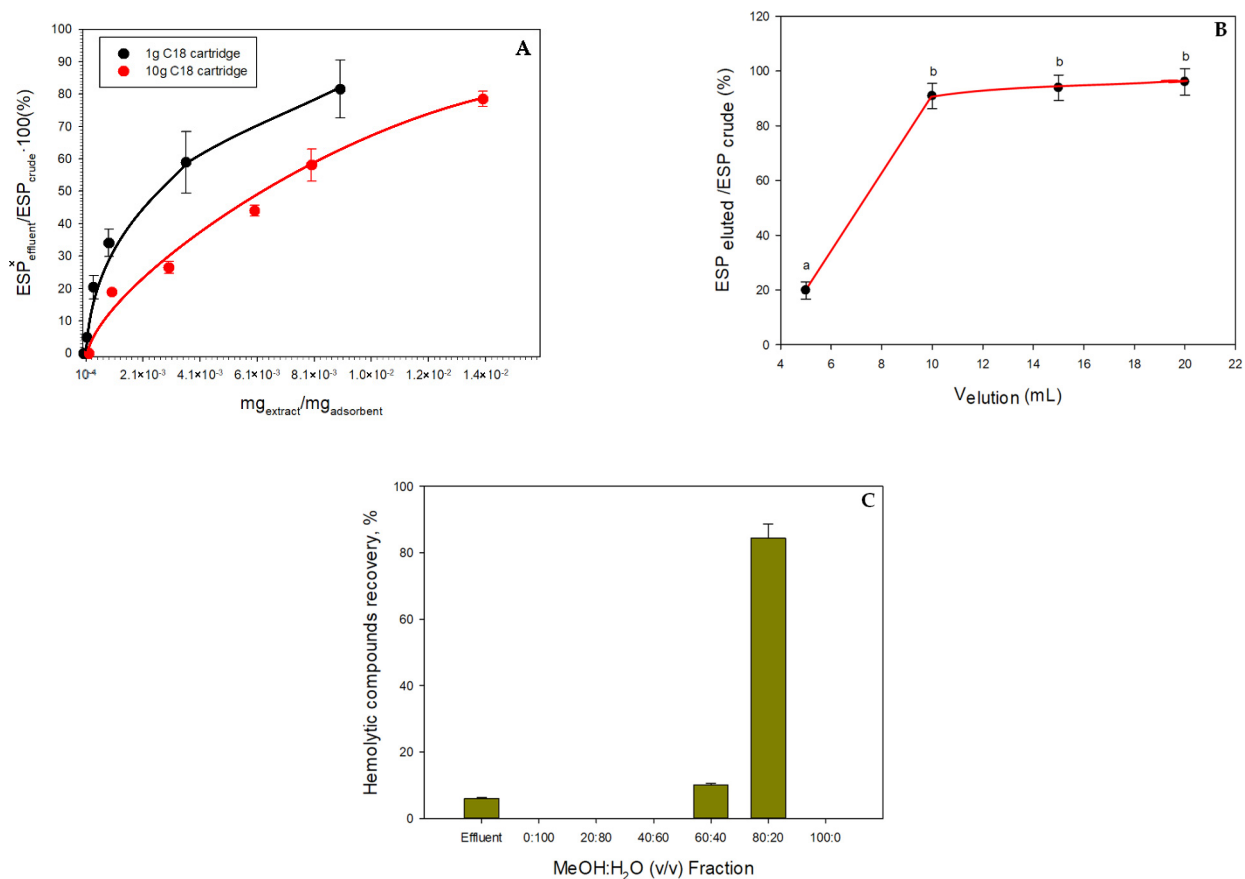 A
1g C18 cartridge
10g C18 cartridge
ESP^x_effluent/ESP_crude·100(%)
100
90
80
70
60
50
40
30
20
10
0
10⁻⁴ 2.1×10⁻³ 4.1×10⁻³ 6.1×10⁻³ 8.1×10⁻³ 1.0×10⁻² 1.2×10⁻² 1.4×10⁻²
mg_extract/mg_adsorbent
B
ESP eluted /ESP crude (%)
120
100
80
60
40
20
0
a
b
b
b
4 6 8 10 12 14 16 18 20 22
Velution (mL)
C
Hemolytic compounds recovery, %
100
80
60
40
20
0
Effluent 0:100 20:80 40:60 60:40 80:20 100:0
MeOH:H₂O (v/v) Fraction